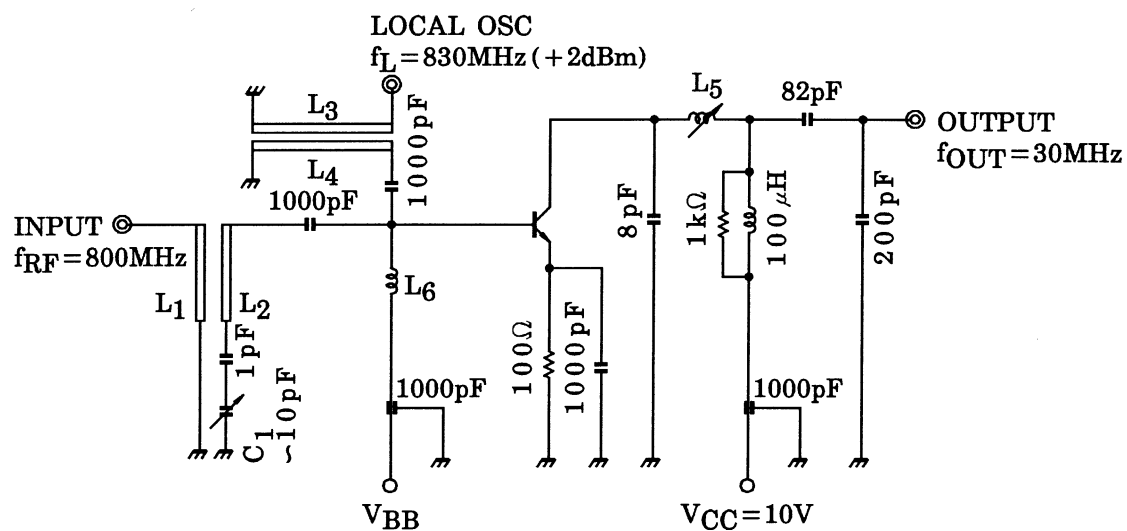 LOCAL OSC
fL=830MHz(+2dBm)
L3
L4
1000pF
1000pF
INPUT
fRF=800MHz
L1
L2
1pF
C1
~10pF
L6
1000pF
VBB
100Ω
1000pF
8pF
L5
82pF
OUTPUT
fOUT=30MHz
1kΩ
100μH
200pF
1000pF
VCC=10V